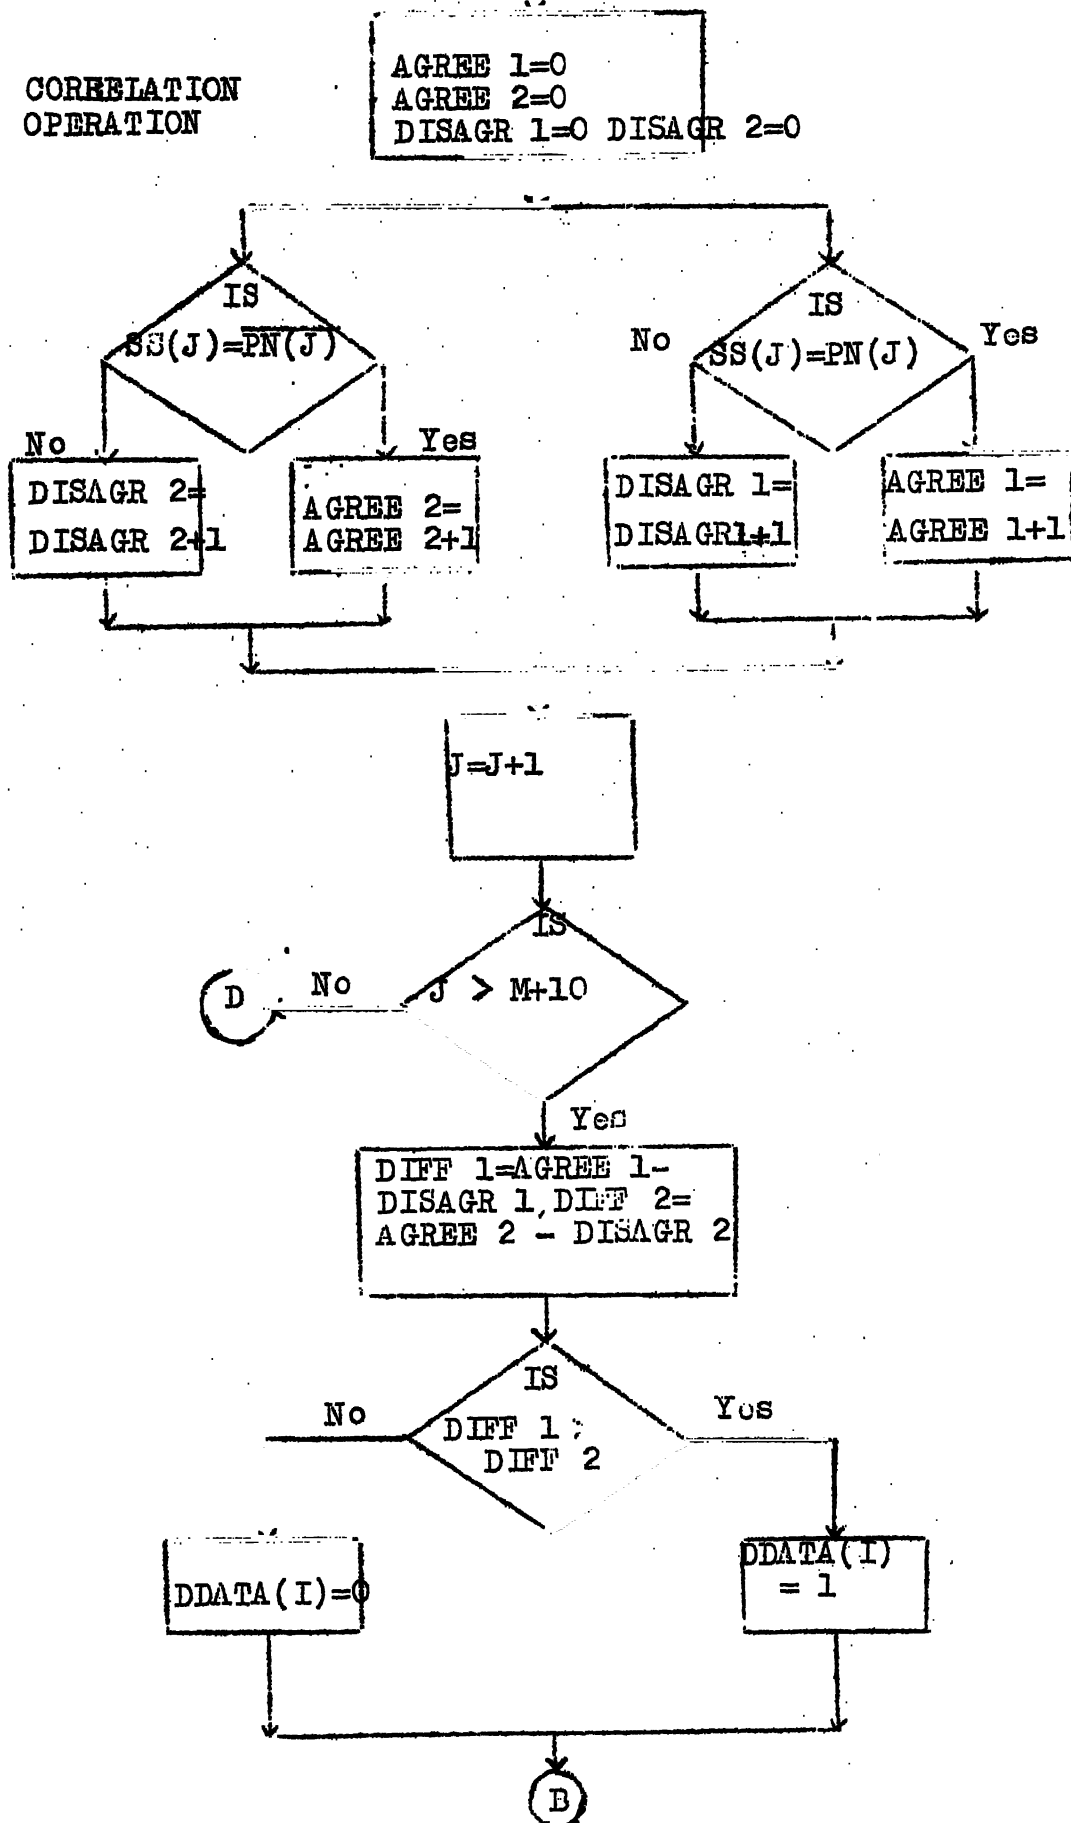 AGREE 1=0
AGREE 2=0
DISAGR 1=0 DISAGR 2=0
CORRELATION
OPERATION
IS
SS(J)=P̅N̅(̅J̅)̅
No
Yes
IS
SS(J)=PN(J)
No
Yes
DISAGR 2=
DISAGR 2+1
AGREE 2=
AGREE 2+1
DISAGR 1=
DISAGR1+1
AGREE 1=
AGREE 1+1
J=J+1
IS
J > M+10
No
D
Yes
DIFF 1=AGREE 1-
DISAGR 1,DIFF 2=
AGREE 2 - DISAGR 2
IS
DIFF 1
DIFF 2
No
Yes
DDATA(I)=0
DDATA(I)
= 1
B